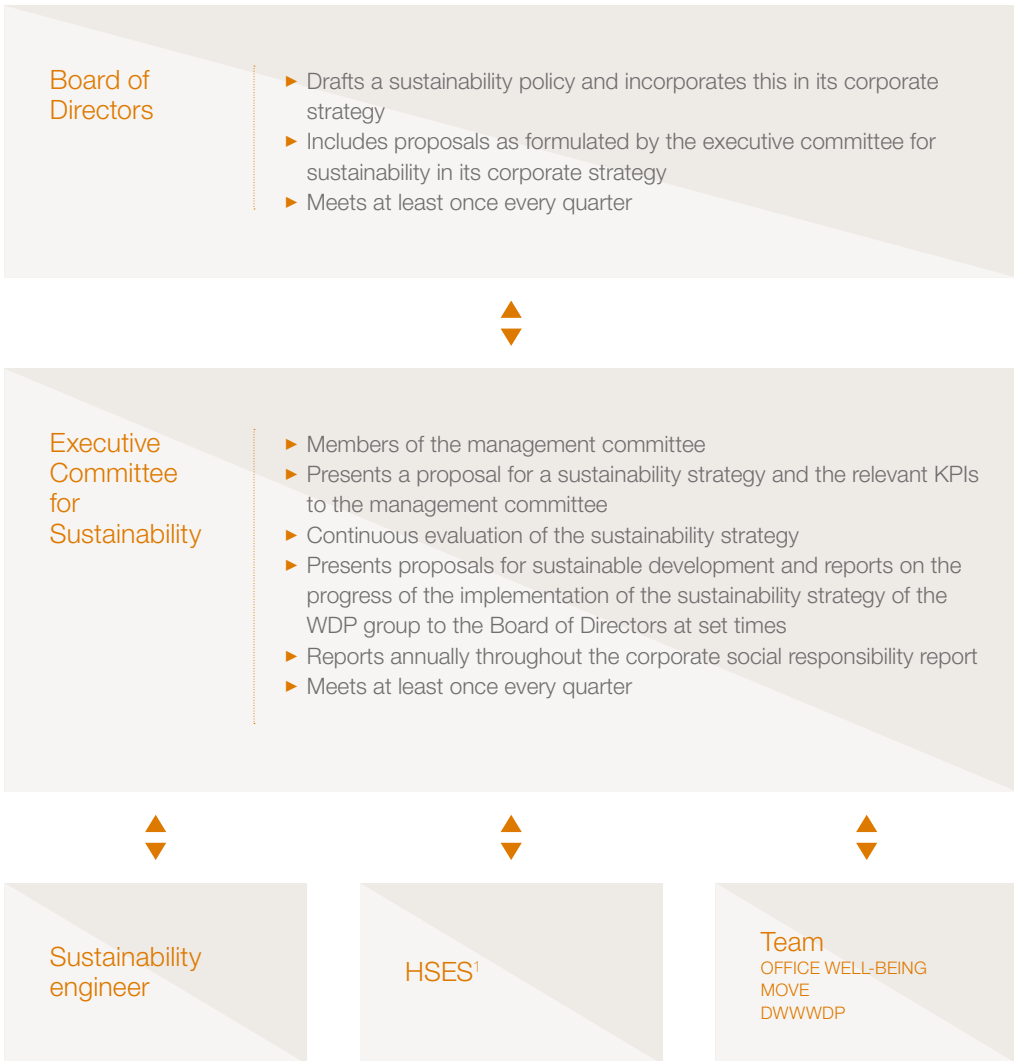 Board of
Directors
► Drafts a sustainability policy and incorporates this in its corporate
strategy
► Includes proposals as formulated by the executive committee for
sustainability in its corporate strategy
► Meets at least once every quarter
Executive
Committee
for
Sustainability
► Members of the management committee
► Presents a proposal for a sustainability strategy and the relevant KPIs
to the management committee
► Continuous evaluation of the sustainability strategy
► Presents proposals for sustainable development and reports on the
progress of the implementation of the sustainability strategy of the
WDP group to the Board of Directors at set times
► Reports annually throughout the corporate social responsibility report
► Meets at least once every quarter
Sustainability
engineer
HSES¹
Team
OFFICE WELL-BEING
MOVE
DWWWDP